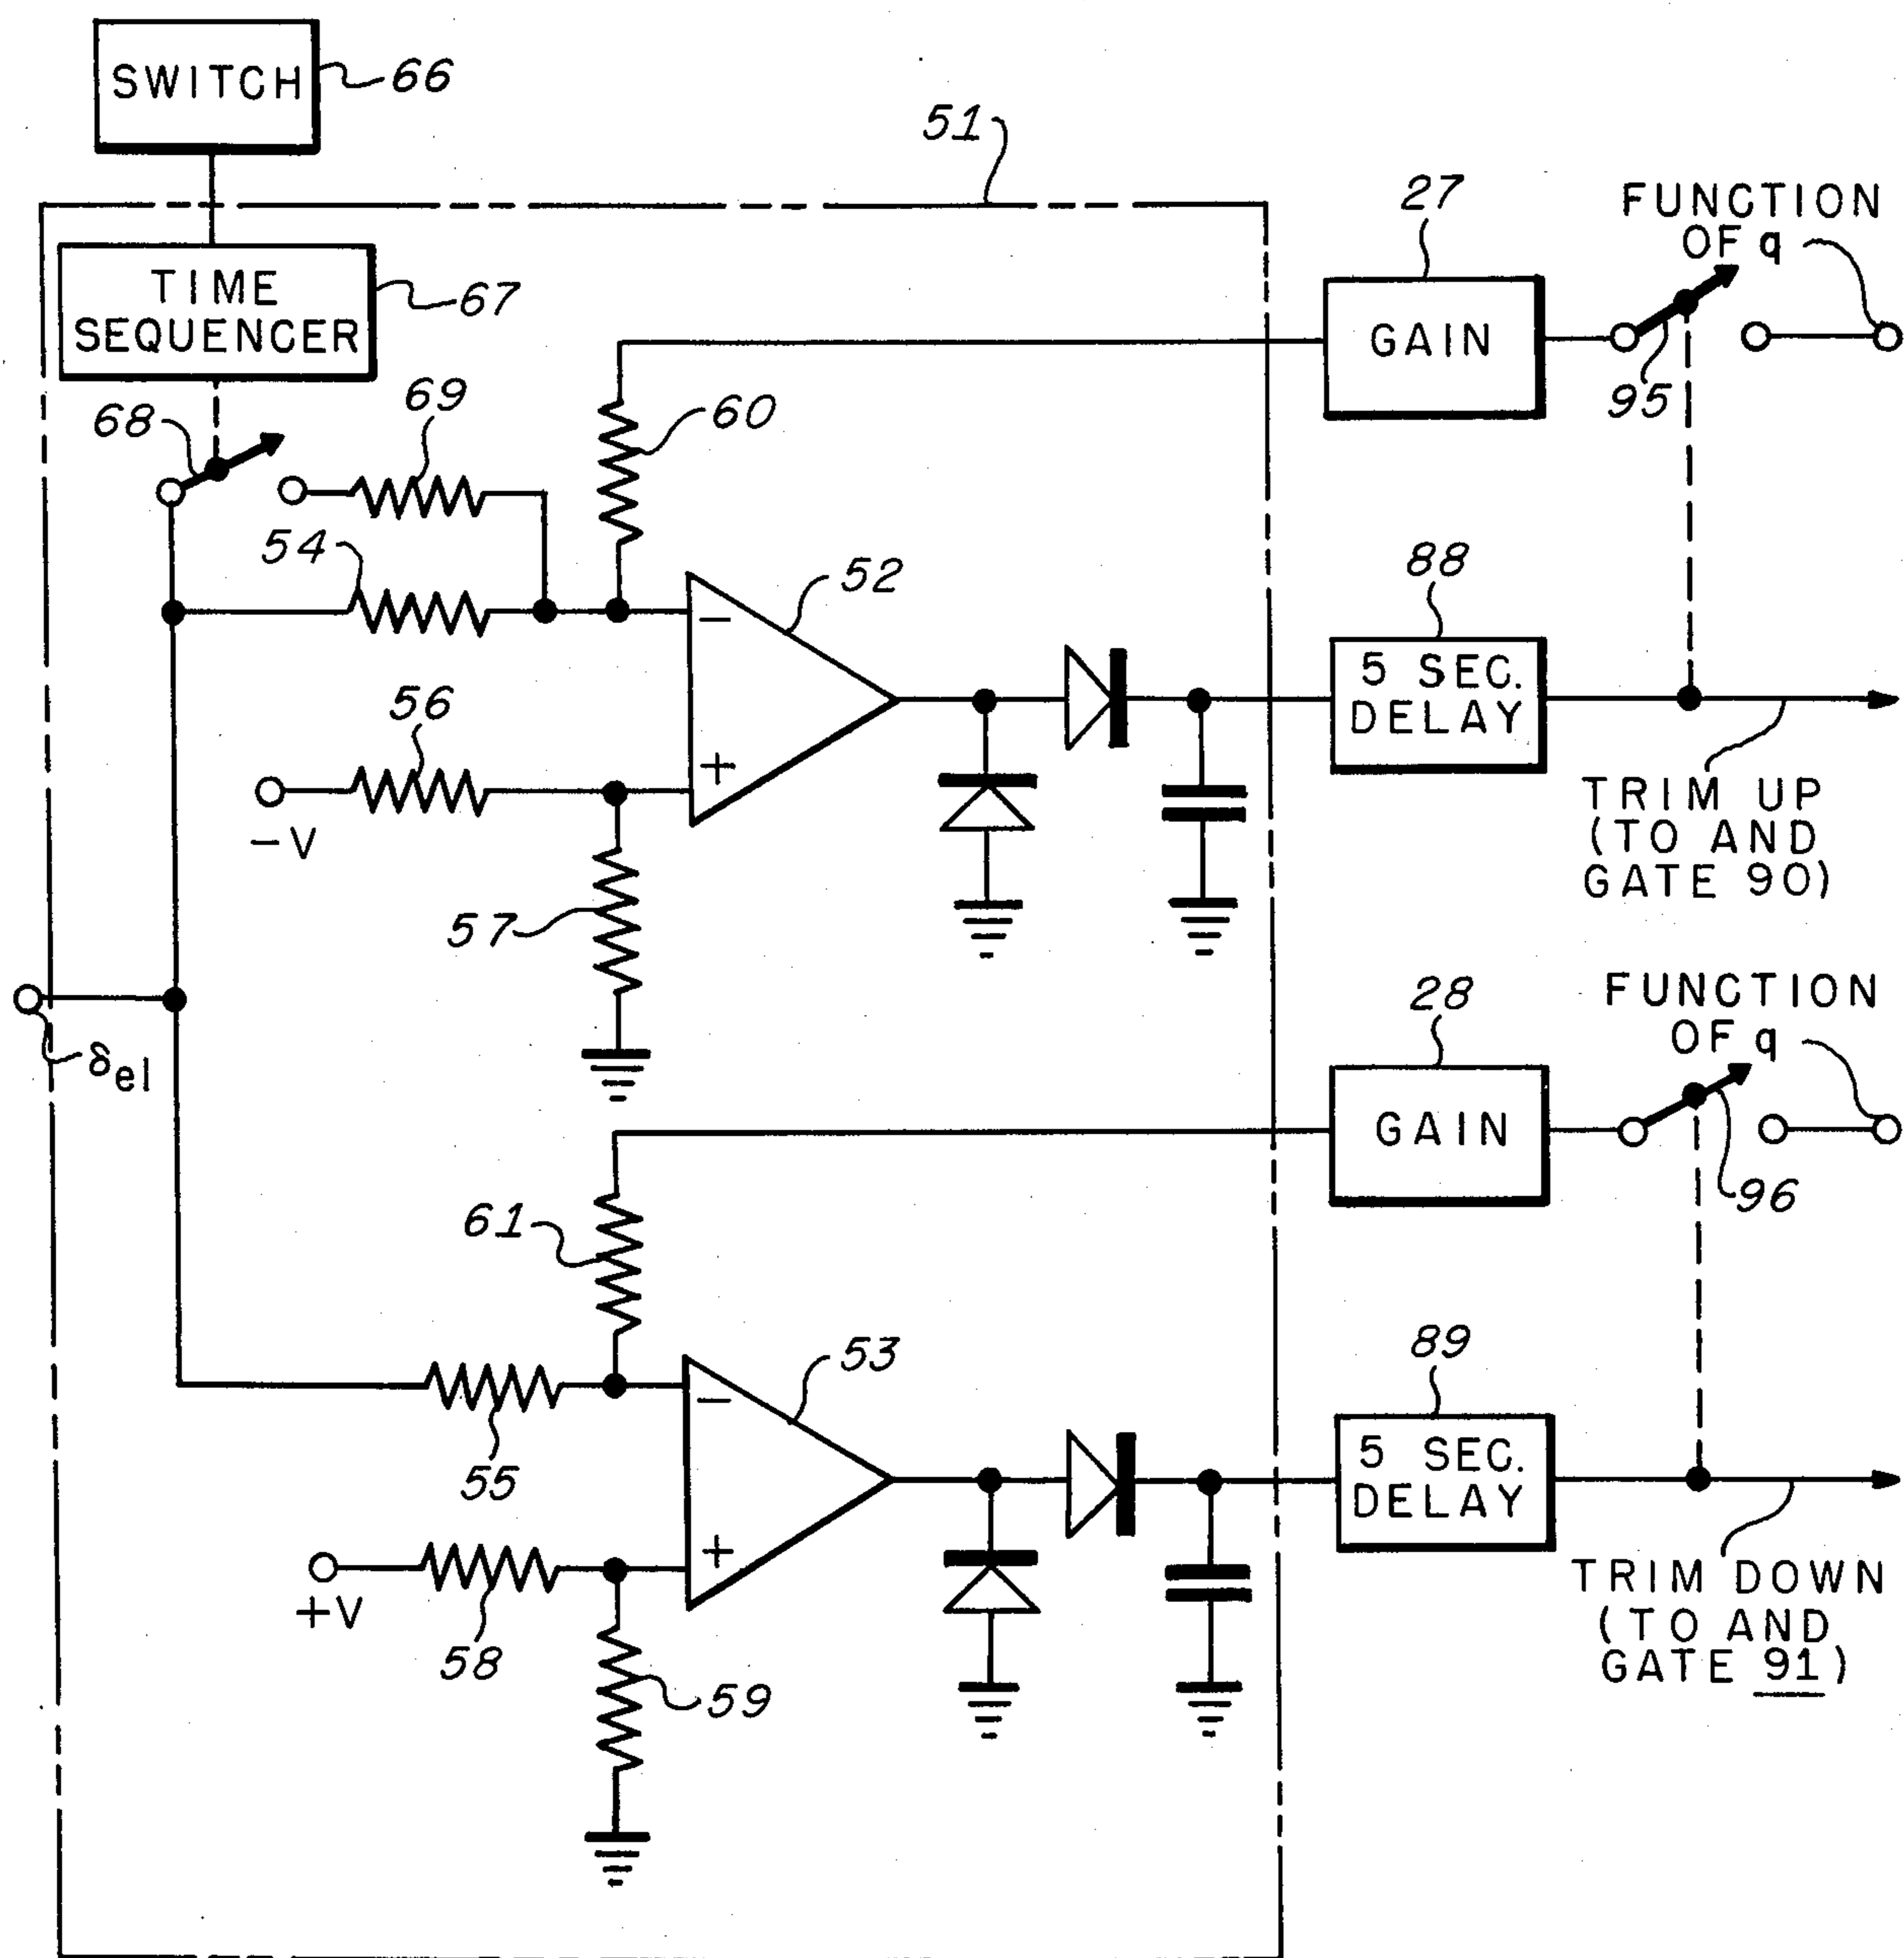 SWITCH
66
51
27
FUNCTION
OF q
TIME
SEQUENCER
67
GAIN
95
68
69
60
54
52
88
5 SEC.
DELAY
56
−
+
−V
TRIM UP
(TO AND
GATE 90)
57
δel
28
FUNCTION
OF q
GAIN
96
61
53
89
−
5 SEC.
DELAY
55
+
+V
TRIM DOWN
(TO AND
GATE 91)
58
59